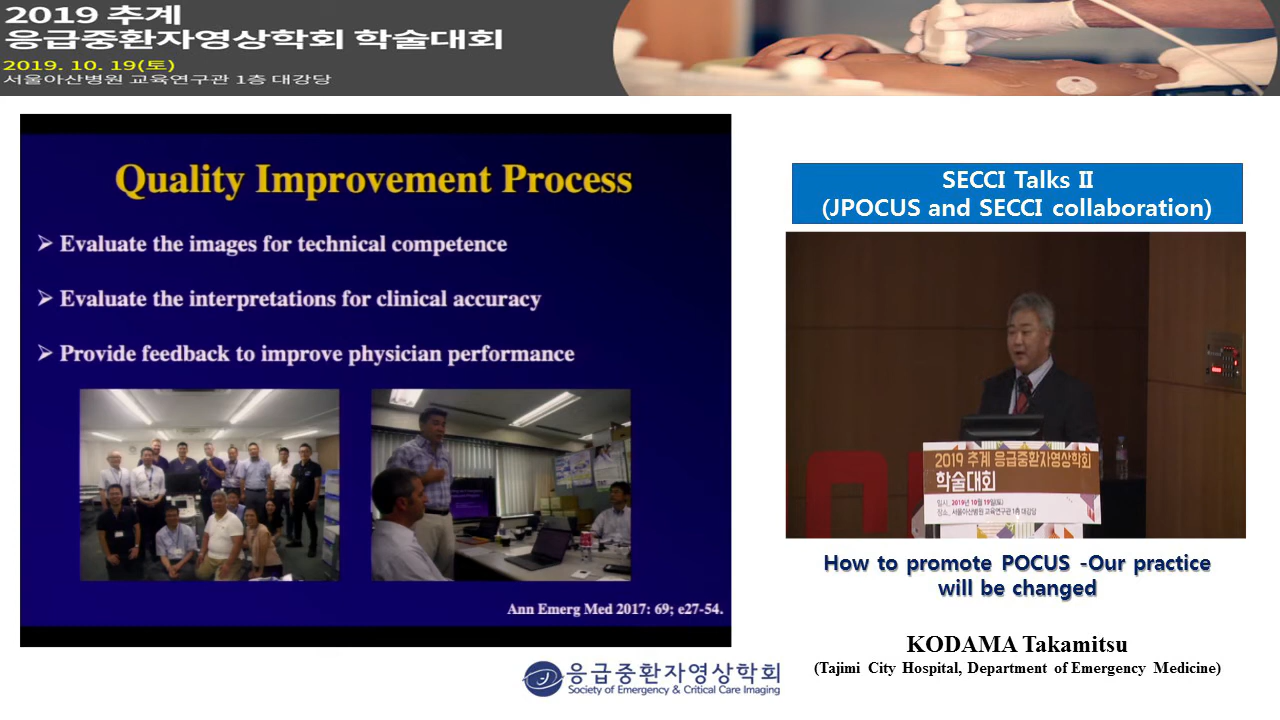 2019 추계
응급중환자영상학회 학술대회
2019. 10. 19(토)
서울아산병원 교육연구관 1층 대강당
Quality Improvement Process
➢ Evaluate the images for technical competence
➢ Evaluate the interpretations for clinical accuracy
➢ Provide feedback to improve physician performance
Ann Emerg Med 2017: 69; e27-54.
SECCI Talks II
(JPOCUS and SECCI collaboration)
2019 추계 응급중환자영상학회
학술대회
일시. 2019년 10월 19일(토)
장소. 서울아산병원 교육연구관 1층 대강당
How to promote POCUS -Our practice
will be changed
KODAMA Takamitsu
(Tajimi City Hospital, Department of Emergency Medicine)
응급중환자영상학회
Society of Emergency & Critical Care Imaging